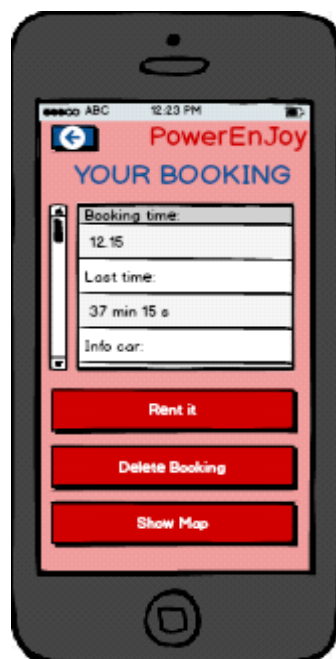 ABC 12:23 PM
PowerEnJoy
YOUR BOOKING
Booking time:
12.15
Last time:
37 min 15 s
Info car:
Rent it
Delete Booking
Show Map